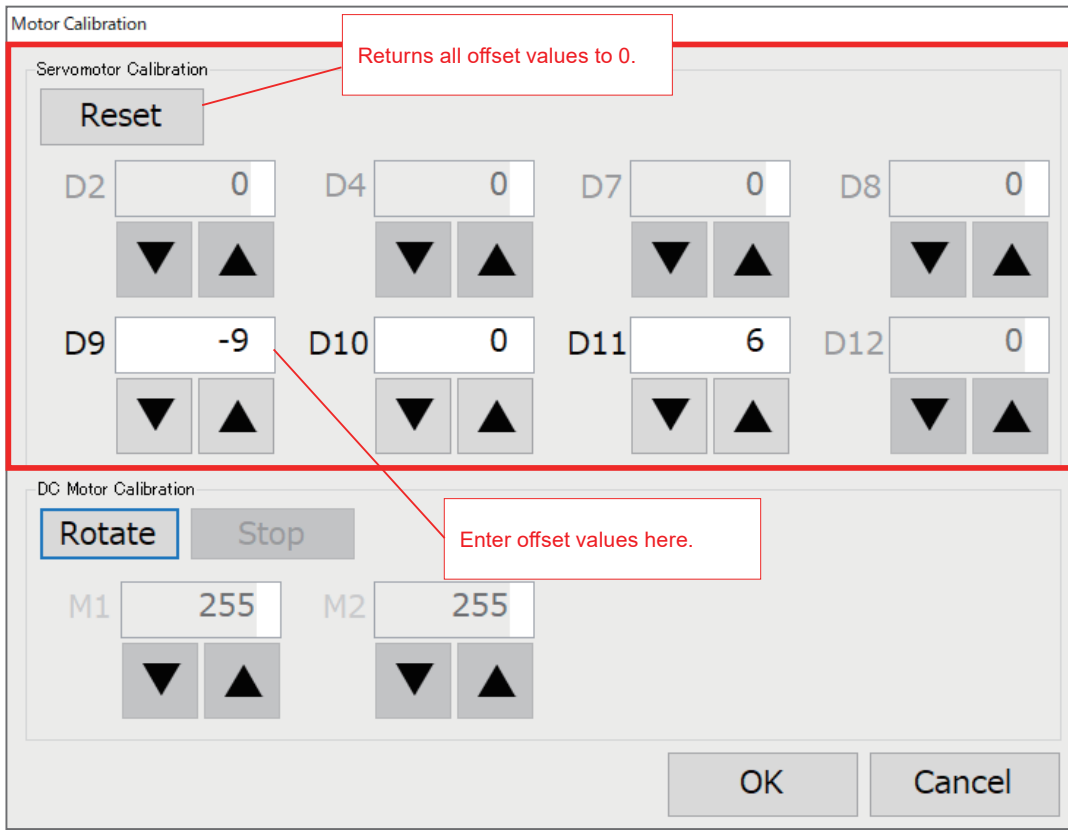 Motor Calibration
Returns all offset values to 0.
Servomotor Calibration
Reset
D2 0 D4 0 D7 0 D8 0
▼ ▲ ▼ ▲ ▼ ▲ ▼ ▲
D9 -9 D10 0 D11 6 D12 0
▼ ▲ ▼ ▲ ▼ ▲ ▼ ▲
DC Motor Calibration
Rotate Stop
Enter offset values here.
M1 255 M2 255
▼ ▲ ▼ ▲
OK Cancel